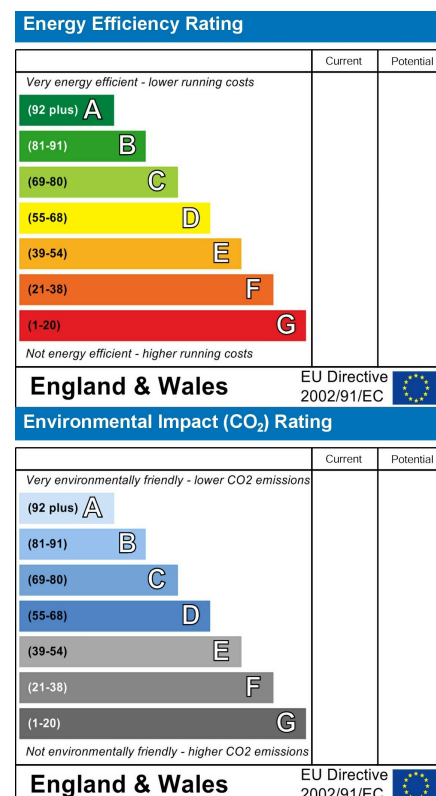 Energy Efficiency Rating
Current Potential
Very energy efficient - lower running costs
(92 plus) A
(81-91) B
(69-80) C
(55-68) D
(39-54) E
(21-38) F
(1-20) G
Not energy efficient - higher running costs
England & Wales
EU Directive
2002/91/EC
Environmental Impact (CO₂) Rating
Current Potential
Very environmentally friendly - lower CO2 emissions
(92 plus) A
(81-91) B
(69-80) C
(55-68) D
(39-54) E
(21-38) F
(1-20) G
Not environmentally friendly - higher CO2 emissions
England & Wales
EU Directive
2002/91/EC